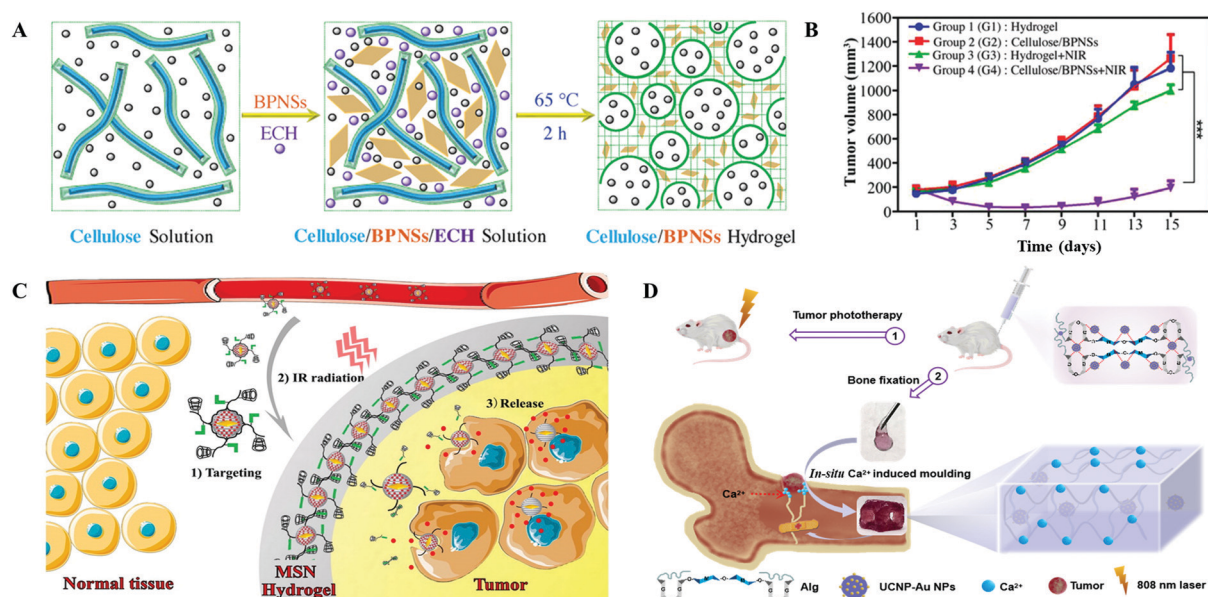 A
BPNSs
ECH
65 °C
2 h
Cellulose Solution
Cellulose/BPNSs/ECH Solution
Cellulose/BPNSs Hydrogel
B
Tumor volume (mm³)
1600
1400
1200
1000
800
600
400
200
0
Group 1 (G1) : Hydrogel
Group 2 (G2) : Cellulose/BPNSs
Group 3 (G3) : Hydrogel+NIR
Group 4 (G4) : Cellulose/BPNSs+NIR
***
1 3 5 7 9 11 13 15
Time (days)
C
2) IR radiation
1) Targeting
3) Release
Normal tissue
MSN
Hydrogel
Tumor
D
Tumor phototherapy
1
Bone fixation
2
In-situ Ca²⁺ induced moulding
Ca²⁺
Alg
UCNP-Au NPs
Ca²⁺
Tumor
808 nm laser